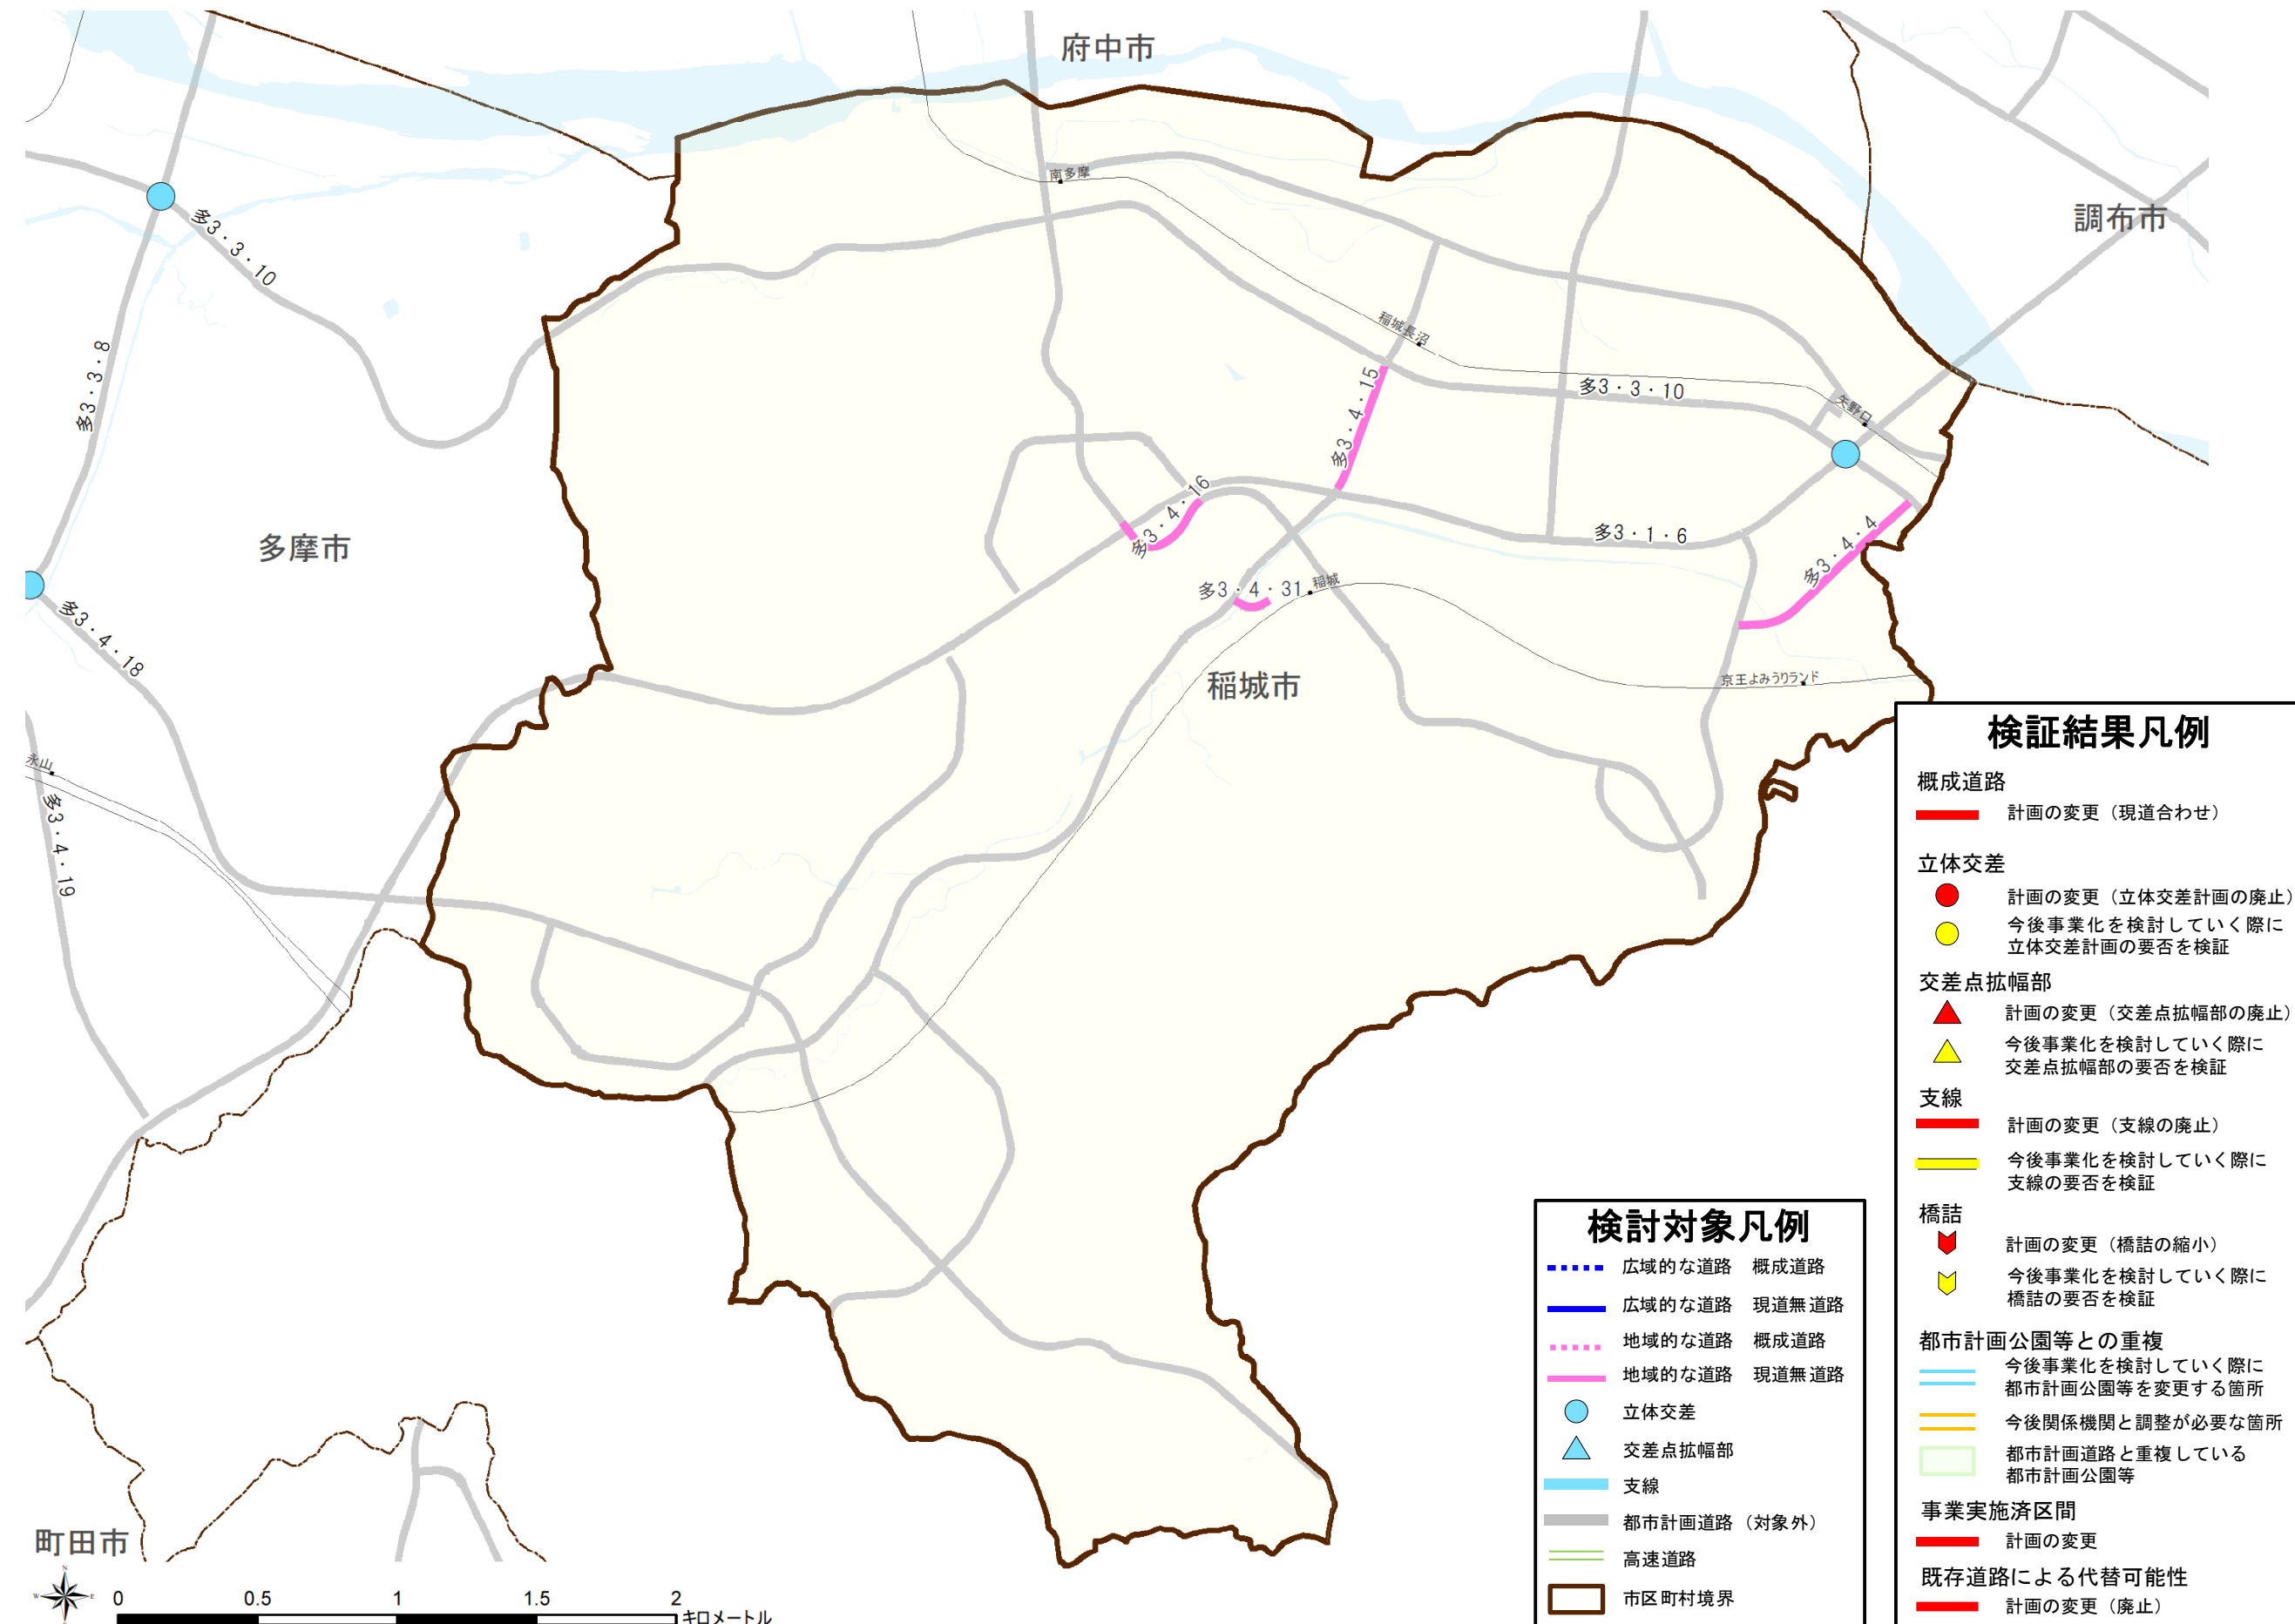 府中市
調布市
南多摩
多3・3・10
多3・3・8
稲城長沼
多3・4・15
多3・3・10
矢野口
多3・4・16
多3・1・6
多3・4・4
多摩市
多3・4・31
稲城
多3・4・18
稲城市
京王よみうりランド
永山
多3・4・19
町田市
N
W
E
S
0
0.5
1
1.5
2
キロメートル
検討対象凡例
広域的な道路　概成道路
広域的な道路　現道無道路
地域的な道路　概成道路
地域的な道路　現道無道路
立体交差
交差点拡幅部
支線
都市計画道路（対象外）
高速道路
市区町村境界
検証結果凡例
概成道路
計画の変更（現道合わせ）
立体交差
計画の変更（立体交差計画の廃止）
今後事業化を検討していく際に
立体交差計画の要否を検証
交差点拡幅部
計画の変更（交差点拡幅部の廃止）
今後事業化を検討していく際に
交差点拡幅部の要否を検証
支線
計画の変更（支線の廃止）
今後事業化を検討していく際に
支線の要否を検証
橋詰
計画の変更（橋詰の縮小）
今後事業化を検討していく際に
橋詰の要否を検証
都市計画公園等との重複
今後事業化を検討していく際に
都市計画公園等を変更する箇所
今後関係機関と調整が必要な箇所
都市計画道路と重複している
都市計画公園等
事業実施済区間
計画の変更
既存道路による代替可能性
計画の変更（廃止）